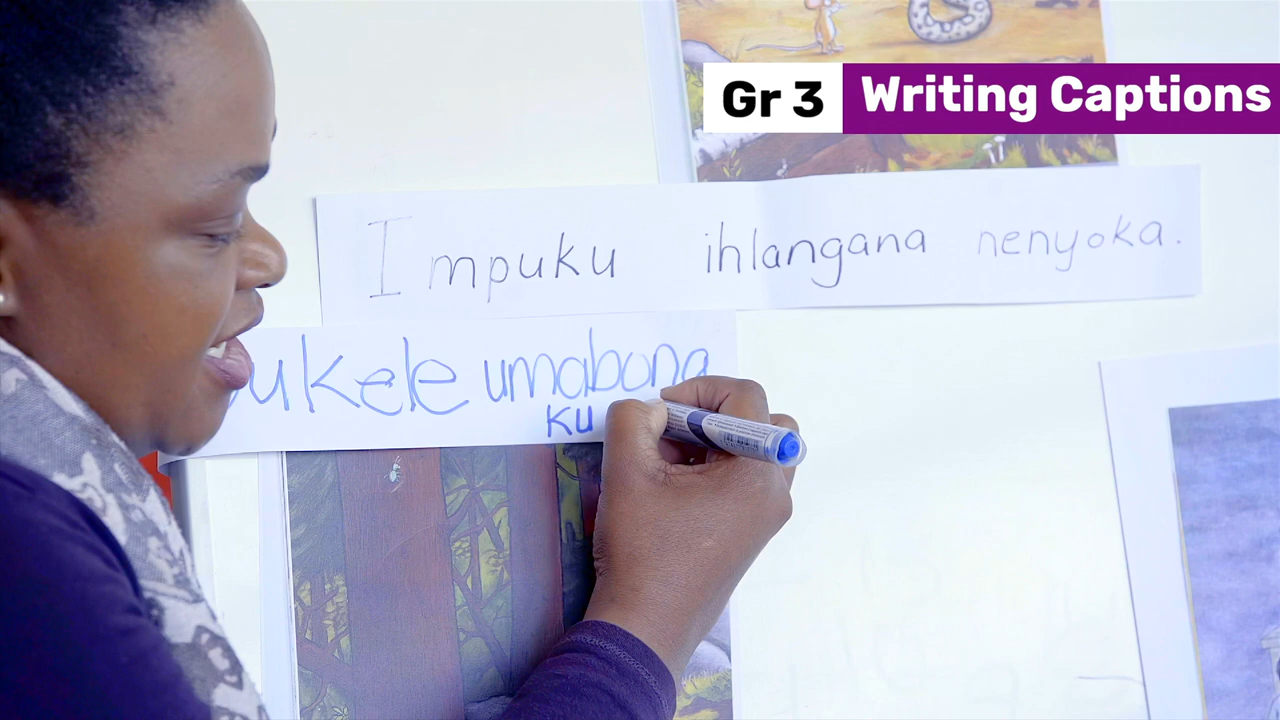 Gr 3 Writing Captions
Impuku ihlangana nenyoka.
ukele umabona
ku